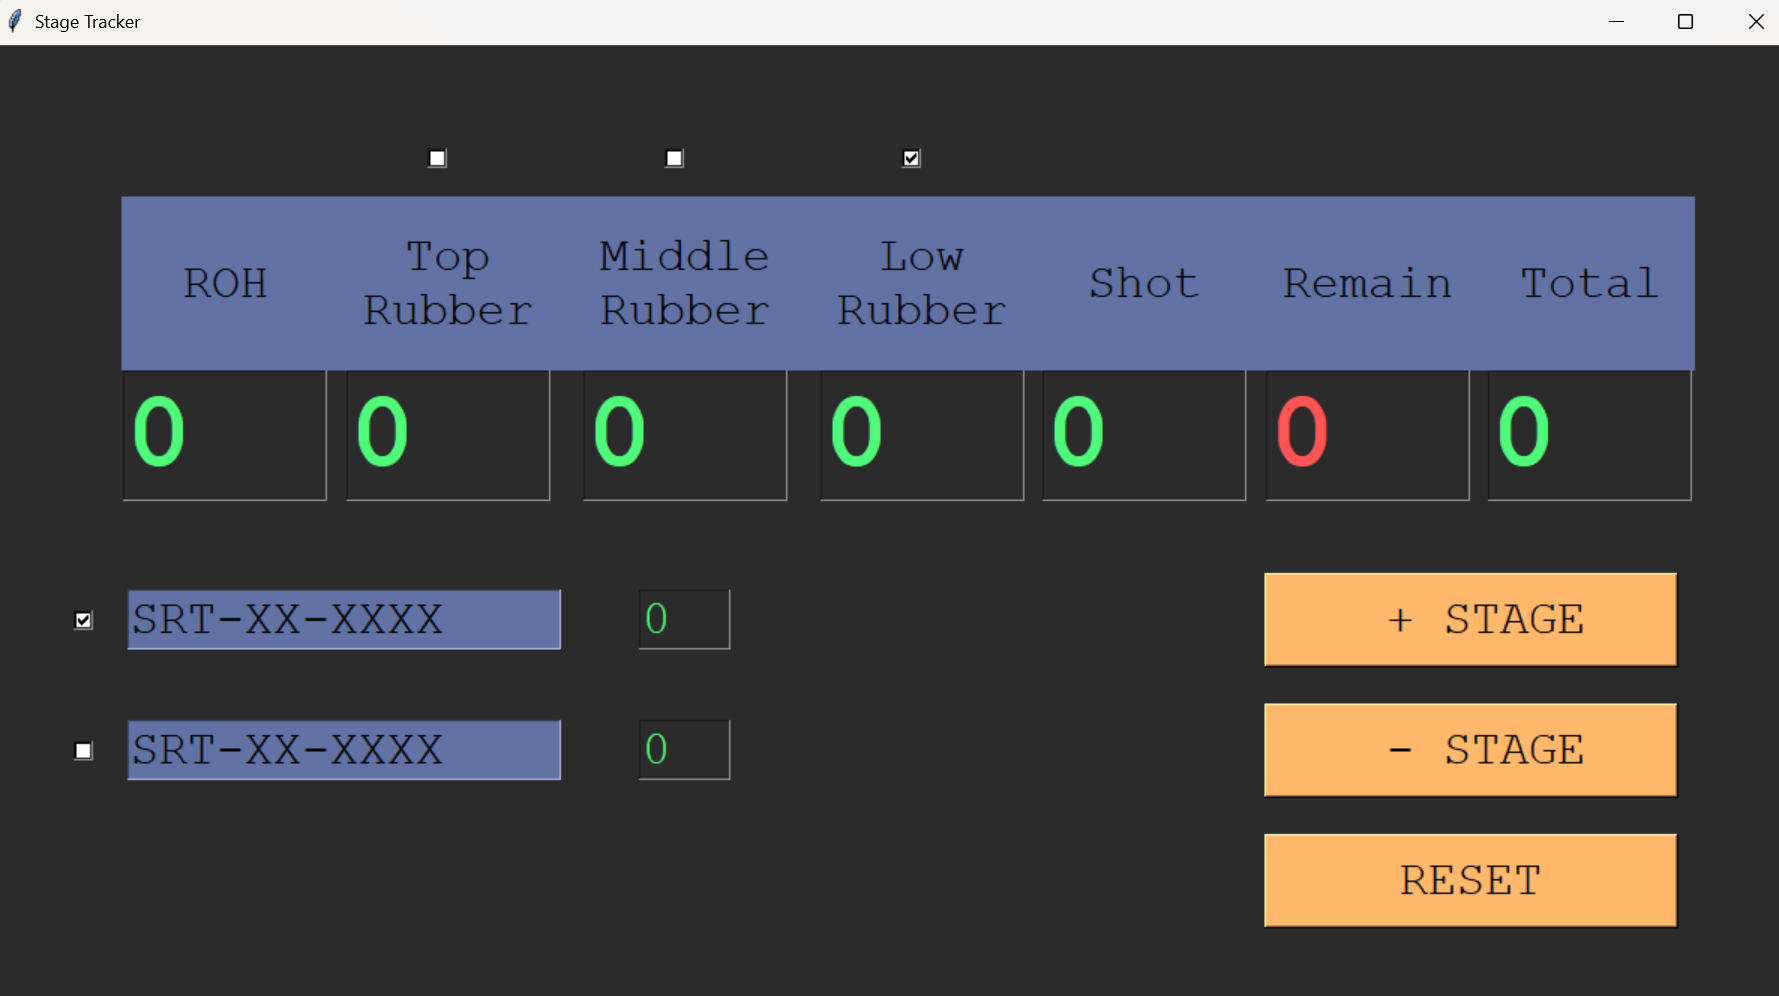 Stage Tracker
ROH
Top
Rubber
Middle
Rubber
Low
Rubber
Shot
Remain
Total
0 0 0 0 0 0 0
SRT-XX-XXXX 0
+ STAGE
SRT-XX-XXXX 0
- STAGE
RESET